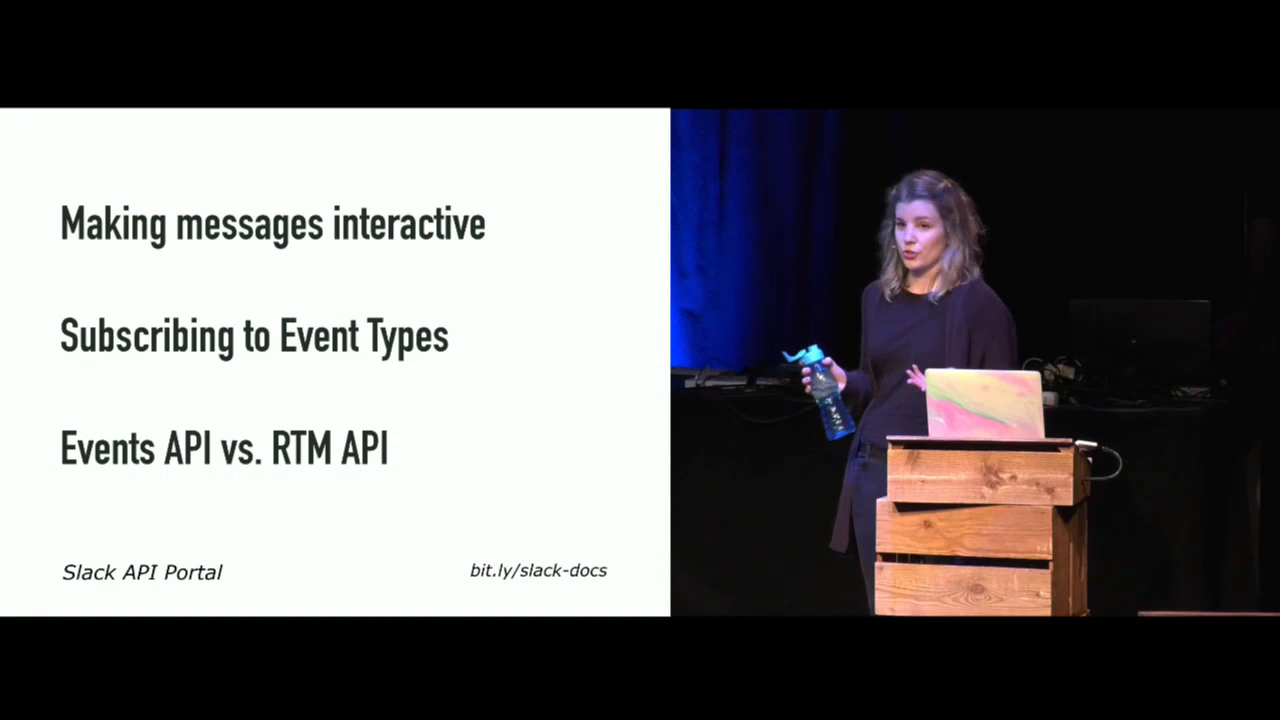 Making messages interactive
Subscribing to Event Types
Events API vs. RTM API
Slack API Portal
bit.ly/slack-docs